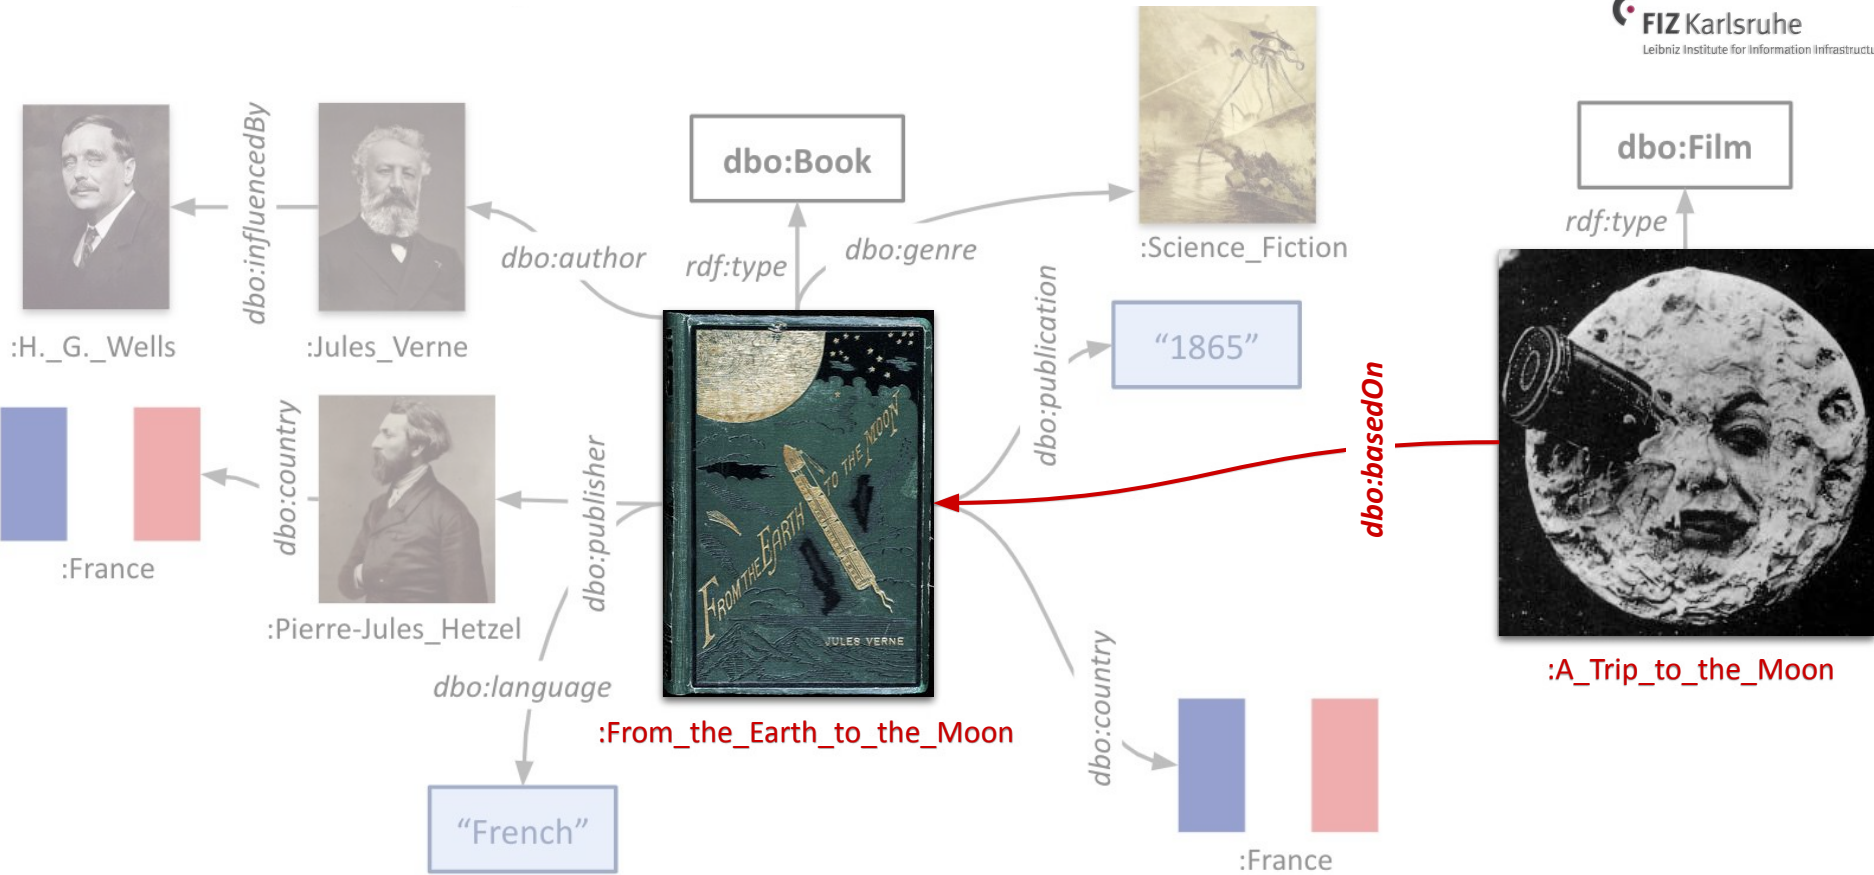 FIZ Karlsruhe
Leibniz Institute for Information Infrastructu
dbo:Book
dbo:Film
dbo:influencedBy
dbo:author
rdf:type
dbo:genre
:Science_Fiction
rdf:type
:H._G._Wells
:Jules_Verne
dbo:publication
“1865”
dbo:basedOn
FROM THE EARTH TO THE MOON
JULES VERNE
dbo:country
dbo:publisher
:France
:Pierre-Jules_Hetzel
dbo:language
:From_the_Earth_to_the_Moon
:A_Trip_to_the_Moon
dbo:country
“French”
:France